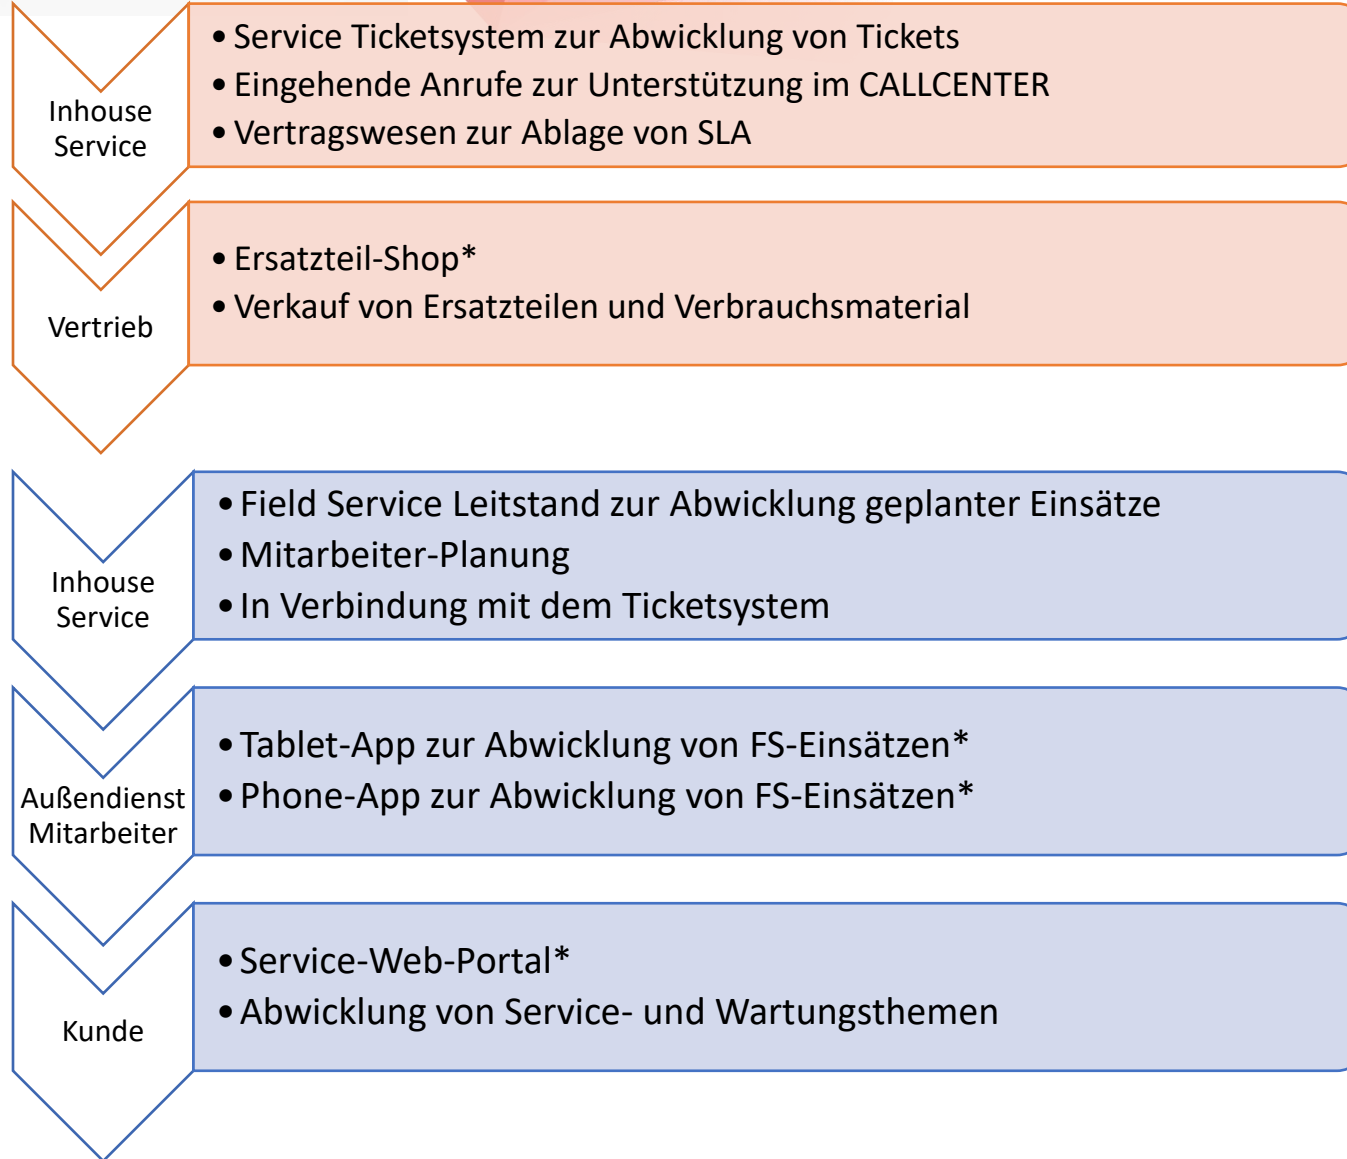 Inhouse
Service
• Service Ticketsystem zur Abwicklung von Tickets
• Eingehende Anrufe zur Unterstützung im CALLCENTER
• Vertragswesen zur Ablage von SLA
Vertrieb
• Ersatzteil-Shop*
• Verkauf von Ersatzteilen und Verbrauchsmaterial
Inhouse
Service
• Field Service Leitstand zur Abwicklung geplanter Einsätze
• Mitarbeiter-Planung
• In Verbindung mit dem Ticketsystem
Außendienst
Mitarbeiter
• Tablet-App zur Abwicklung von FS-Einsätzen*
• Phone-App zur Abwicklung von FS-Einsätzen*
Kunde
• Service-Web-Portal*
• Abwicklung von Service- und Wartungsthemen